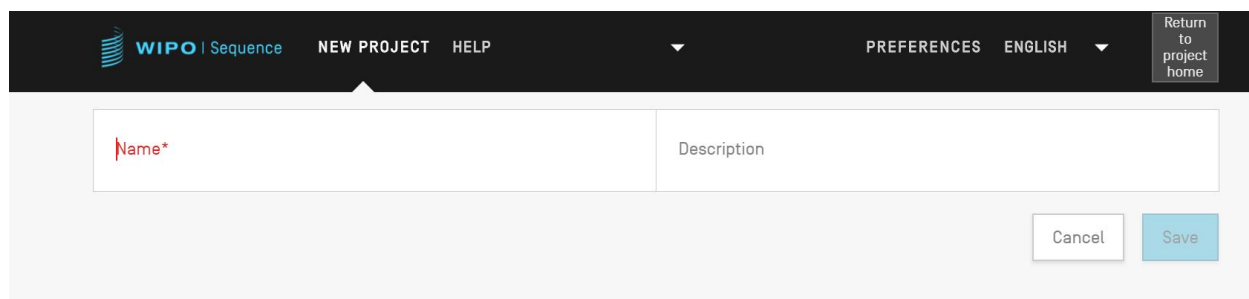 WIPO | Sequence NEW PROJECT HELP PREFERENCES ENGLISH
Return
to
project
home
Name* Description
Cancel Save